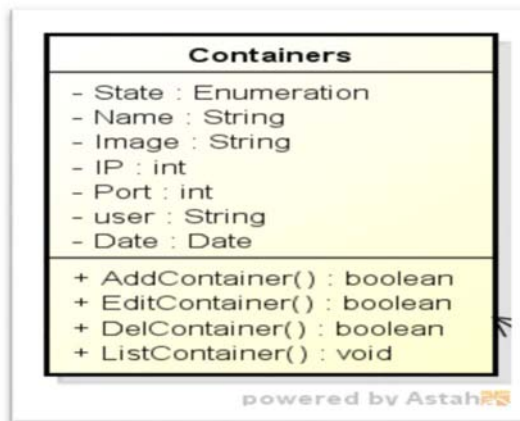 Containers
- State : Enumeration
- Name : String
- Image : String
- IP : int
- Port : int
- user : String
- Date : Date
+ AddContainer() : boolean
+ EditContainer() : boolean
+ DelContainer() : boolean
+ ListContainer() : void
powered by Astah